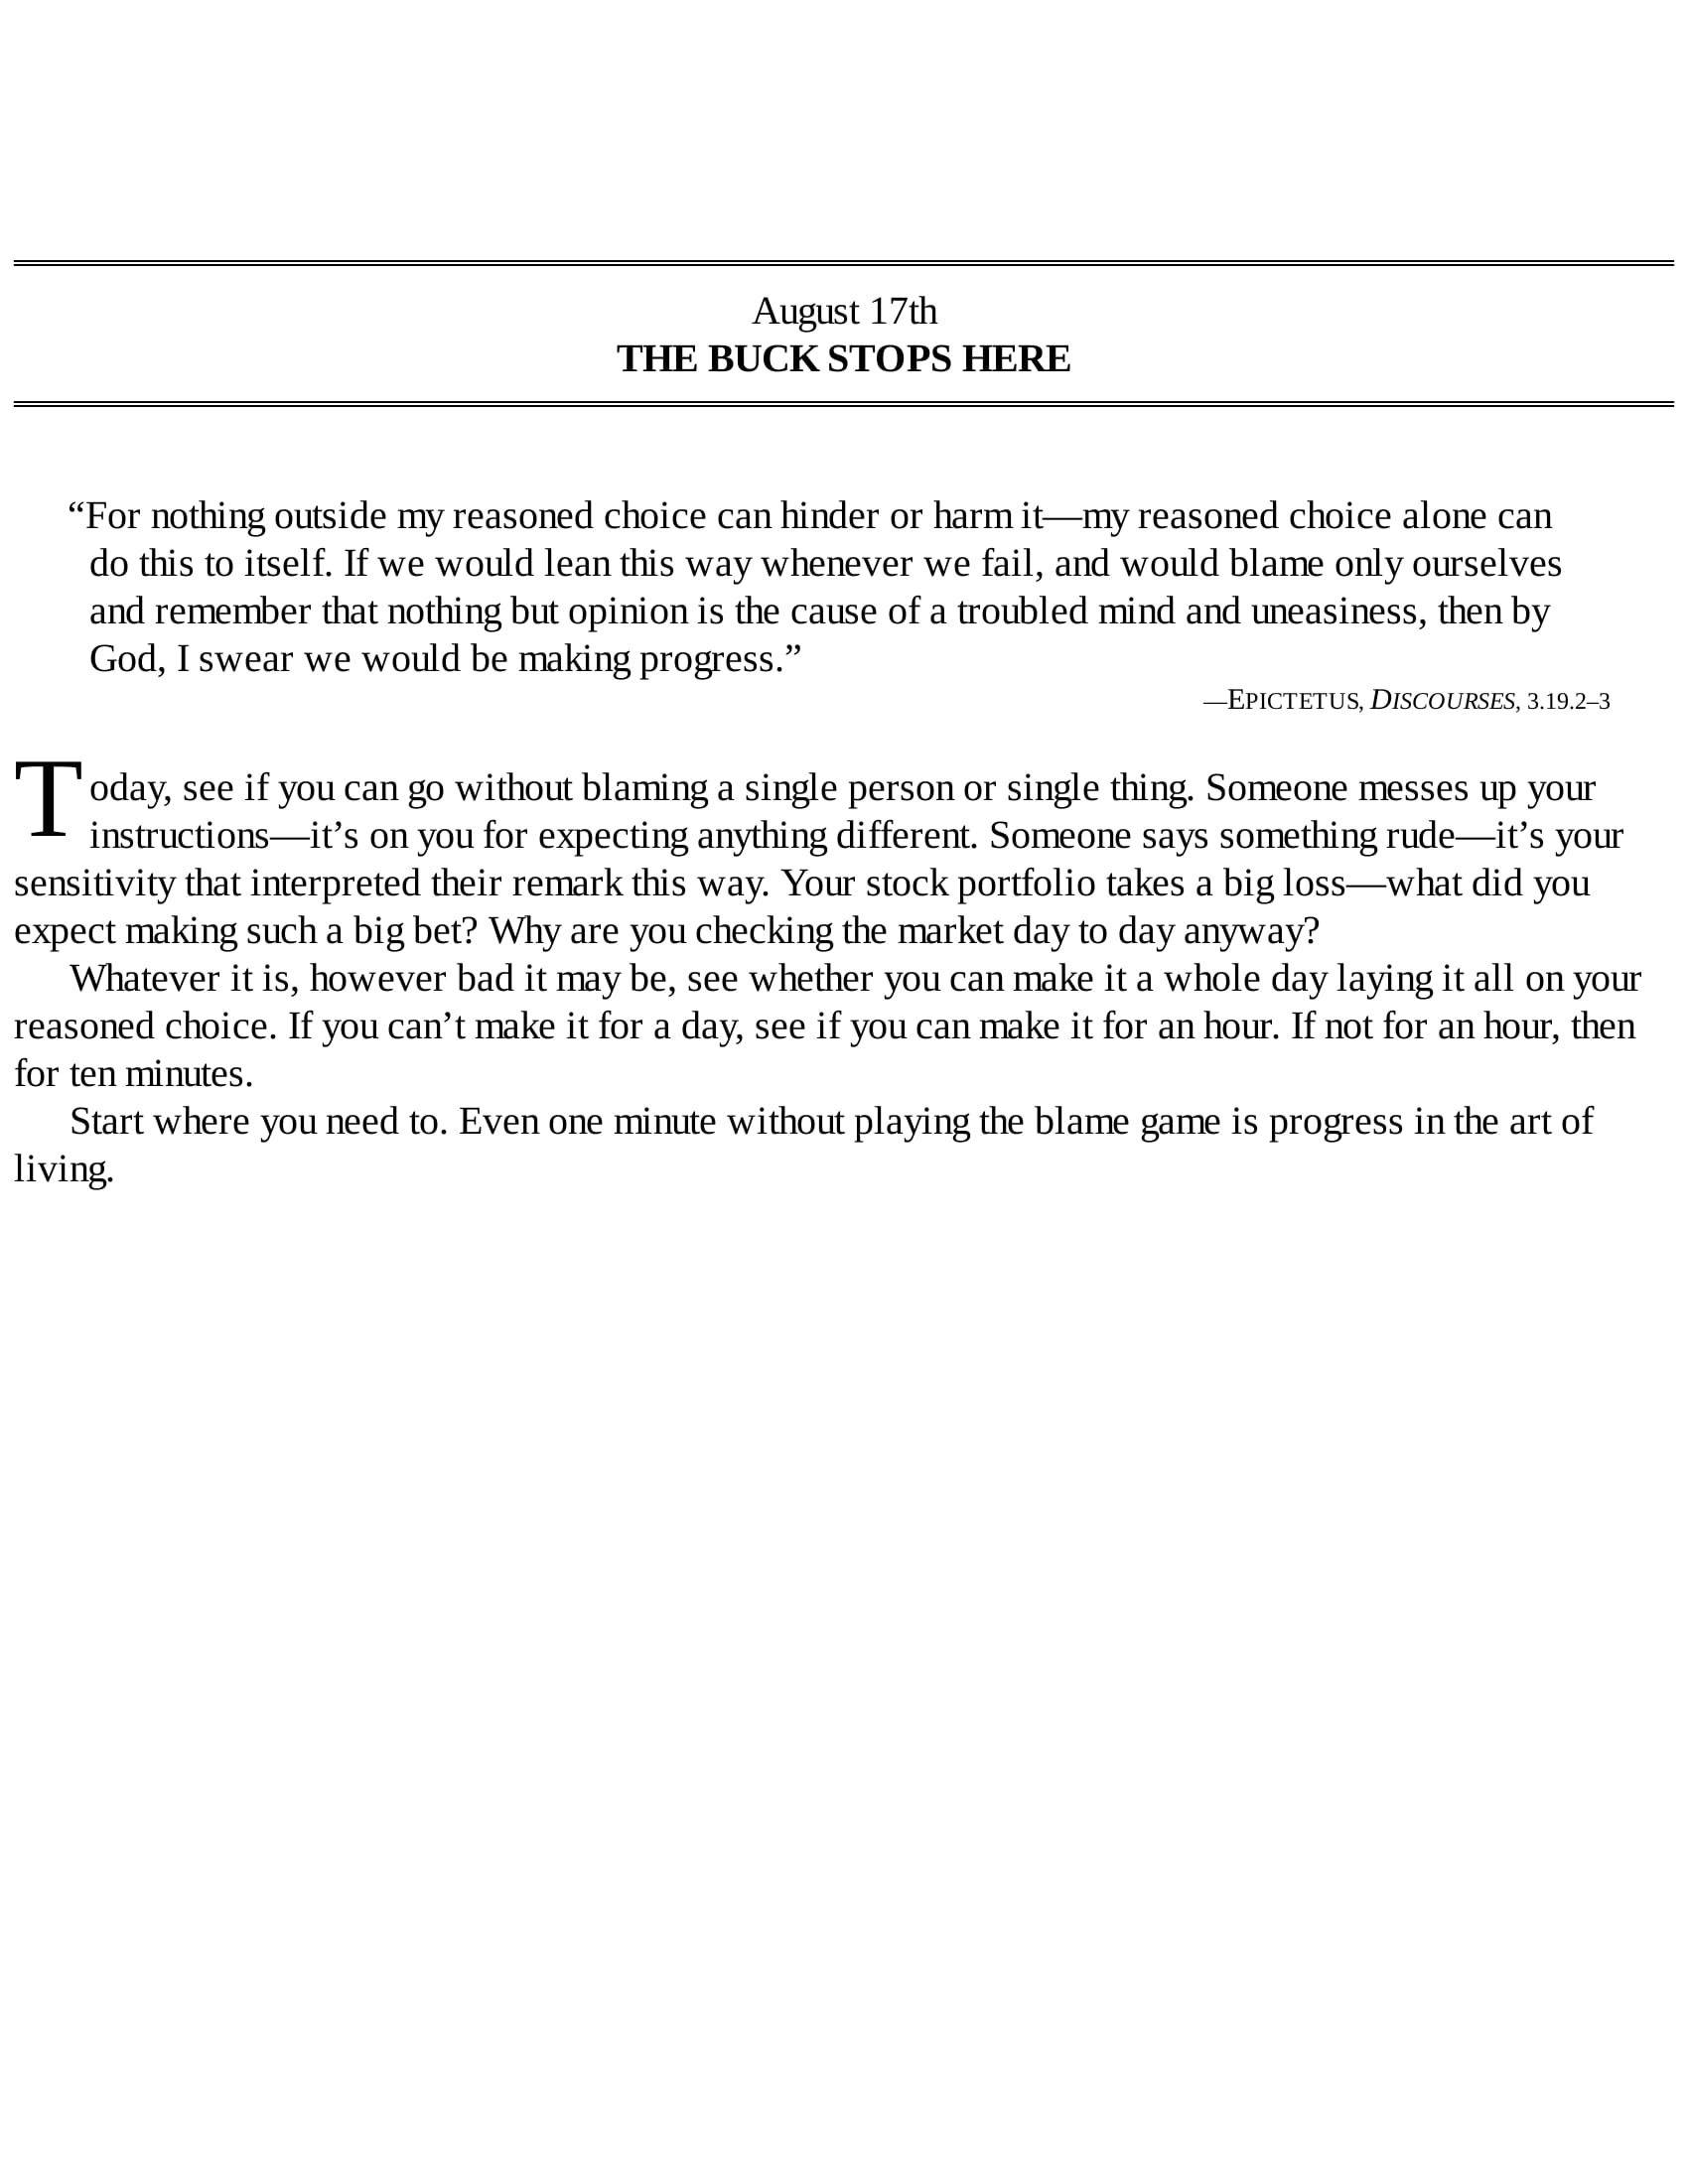 August 17th
THE BUCK STOPS HERE
“For nothing outside my reasoned choice can hinder or harm it—my reasoned choice alone can
do this to itself. If we would lean this way whenever we fail, and would blame only ourselves
and remember that nothing but opinion is the cause of a troubled mind and uneasiness, then by
God, I swear we would be making progress.”
—EPICTETUS, DISCOURSES, 3.19.2–3
Today, see if you can go without blaming a single person or single thing. Someone messes up your
instructions—it’s on you for expecting anything different. Someone says something rude—it’s your
sensitivity that interpreted their remark this way. Your stock portfolio takes a big loss—what did you
expect making such a big bet? Why are you checking the market day to day anyway?
Whatever it is, however bad it may be, see whether you can make it a whole day laying it all on your
reasoned choice. If you can’t make it for a day, see if you can make it for an hour. If not for an hour, then
for ten minutes.
Start where you need to. Even one minute without playing the blame game is progress in the art of
living.